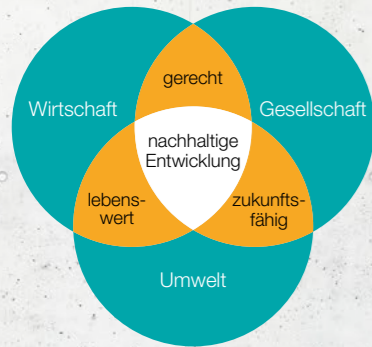 gerecht
Wirtschaft
Gesellschaft
nachhaltige
Entwicklung
lebens-
wert
zukunfts-
fähig
Umwelt